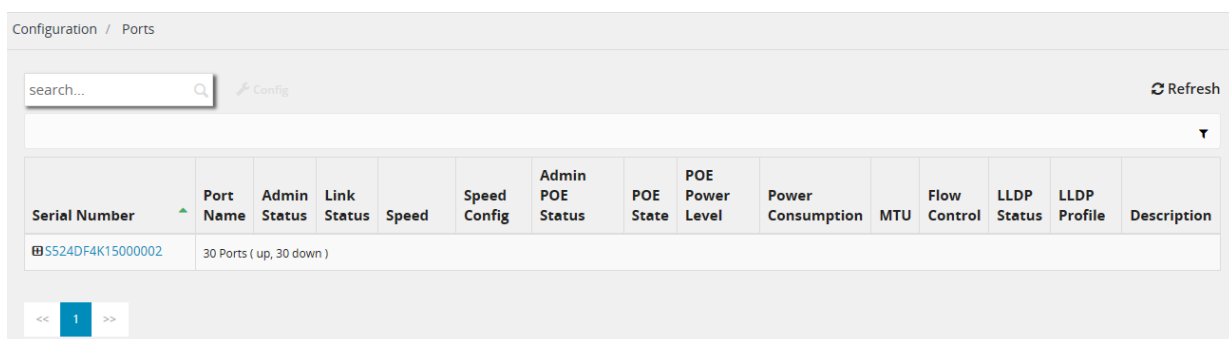 Configuration / Ports
search... Config Refresh
Serial Number Port Name Admin Status Link Status Speed Speed Config Admin POE Status POE State POE Power Level Power Consumption MTU Flow Control LLDP Status LLDP Profile Description
S524DF4K15000002 30 Ports ( up, 30 down )
<< 1 >>